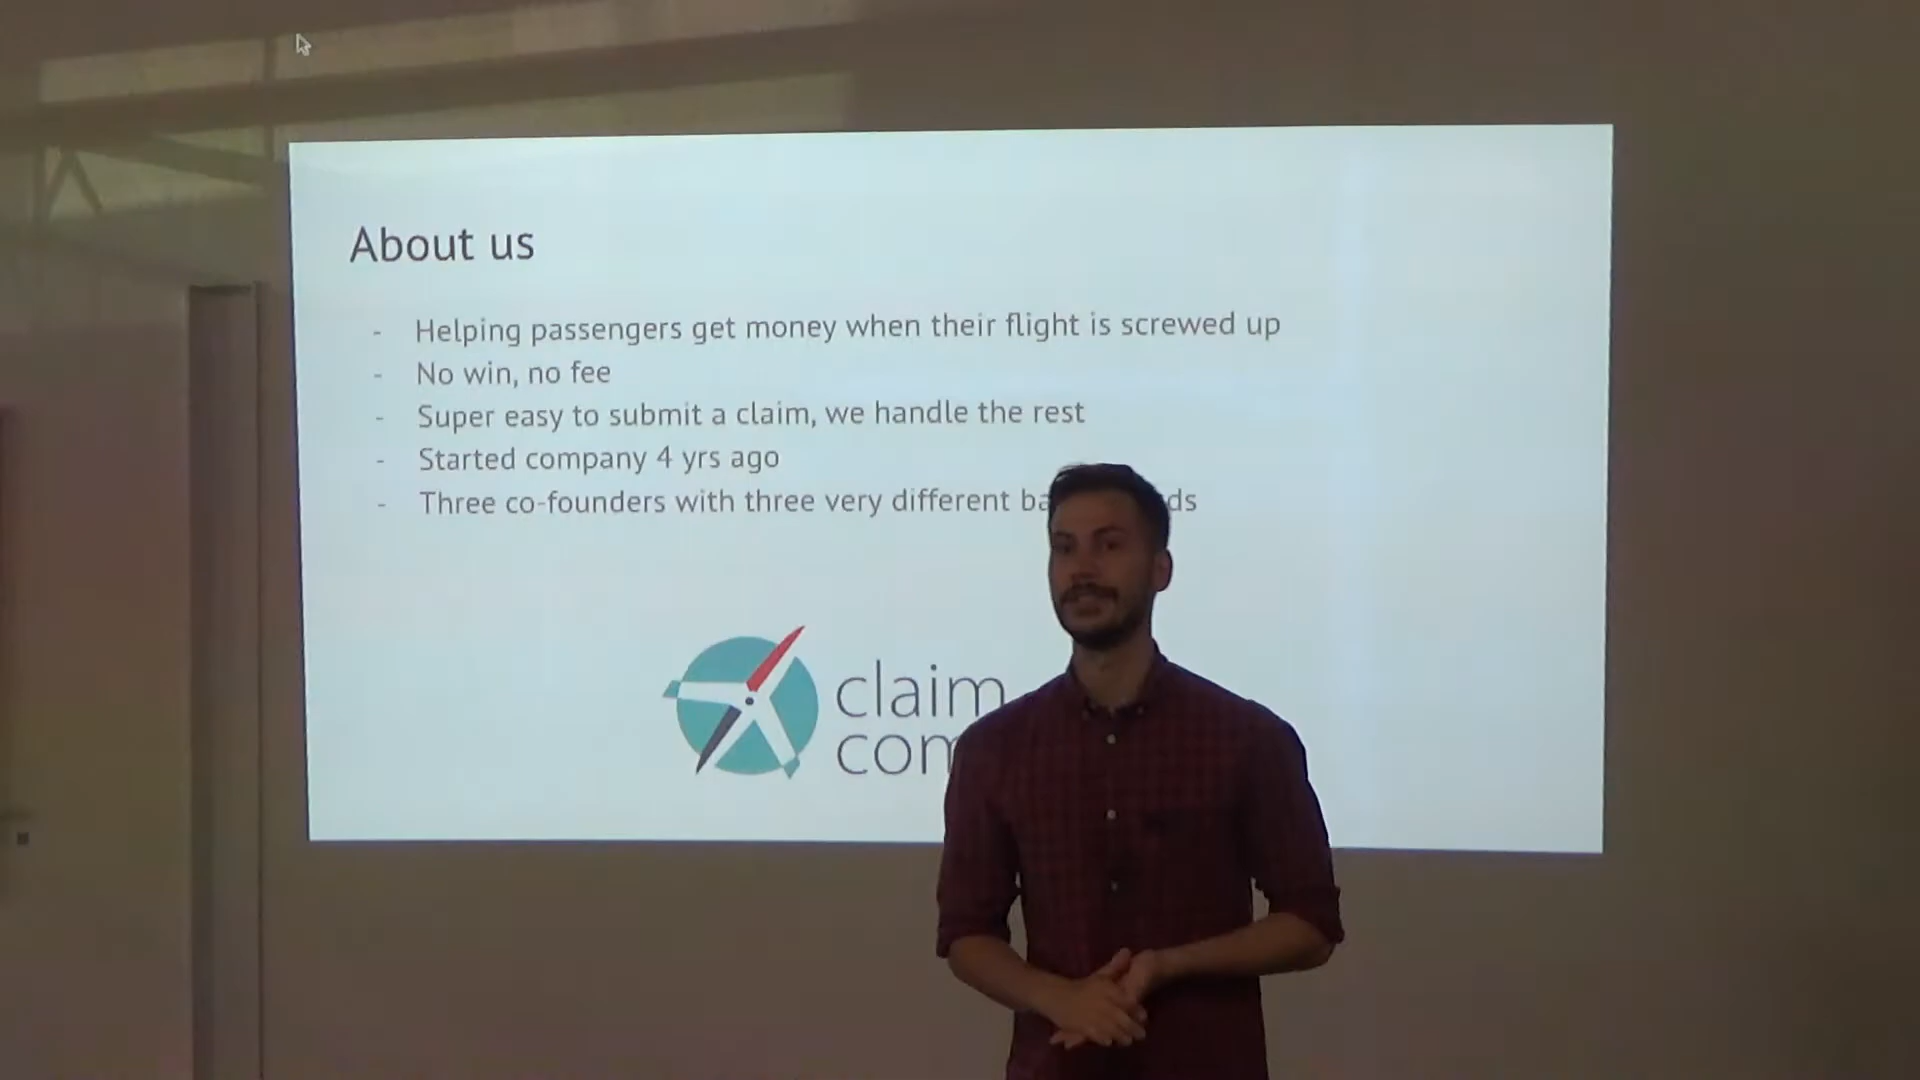 About us
- Helping passengers get money when their flight is screwed up
- No win, no fee
- Super easy to submit a claim, we handle the rest
- Started company 4 yrs ago
- Three co-founders with three very different
claim